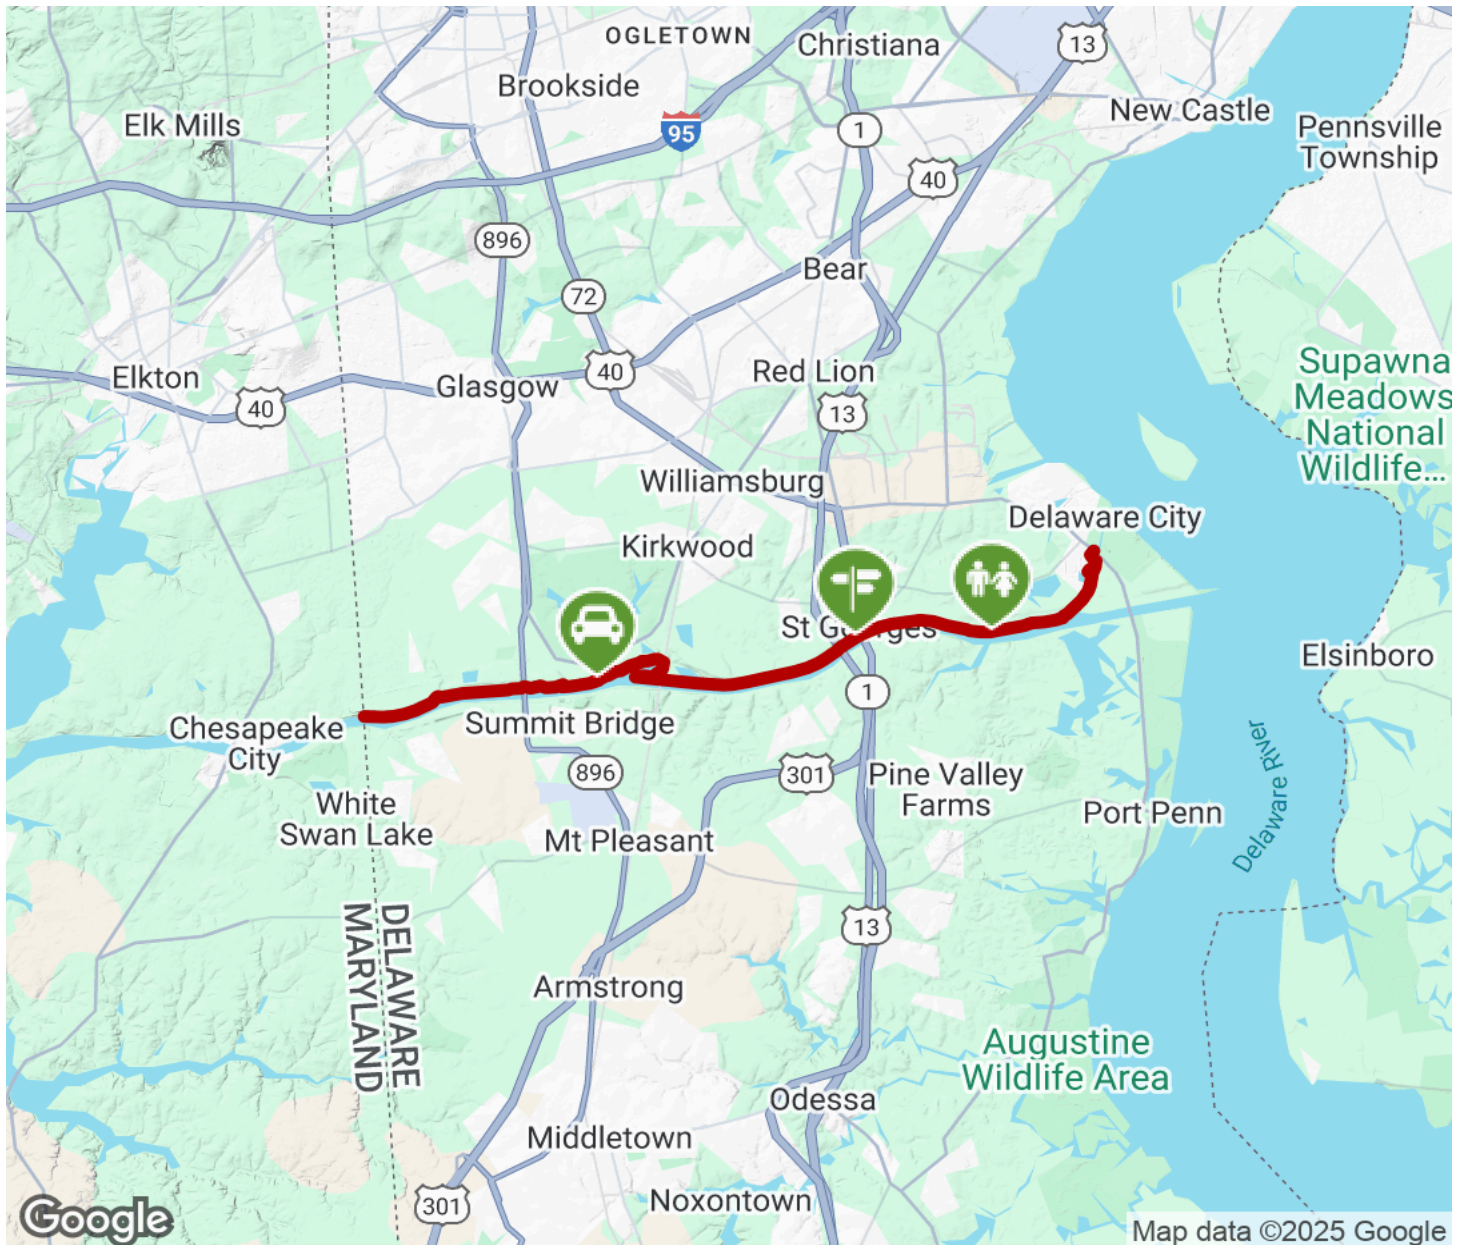 OGLETOWN
Christiana
13
Brookside
New Castle
Elk Mills
95
1
Pennsville
Township
40
896
Bear
72
Supawna
Meadows
National
Wildlife...
Elkton
40
Glasgow
40
Red Lion
13
Williamsburg
Delaware City
Kirkwood
St Georges
Elsinboro
1
Chesapeake
City
Summit Bridge
896
301
Pine Valley
Farms
White
Swan Lake
Port Penn
Delaware River
Mt Pleasant
DELAWARE
MARYLAND
13
Armstrong
Augustine
Wildlife Area
Odessa
Middletown
301
Noxontown
Google
Map data ©2025 Google